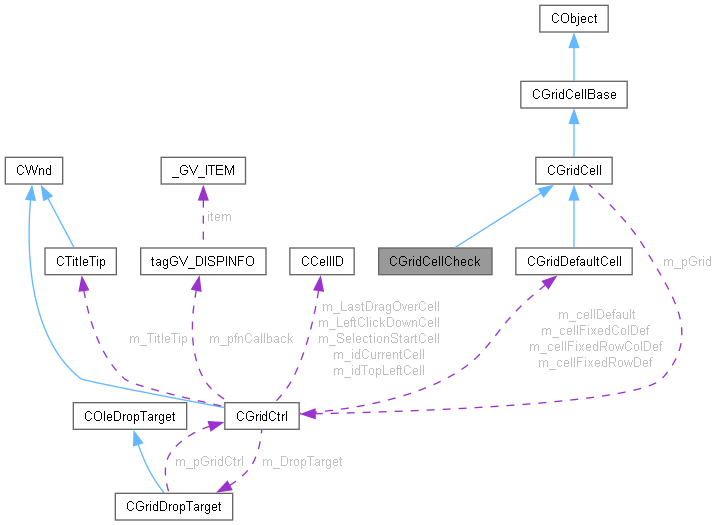 CObject
CGridCellBase
CWnd
_GV_ITEM
CGridCell
item
CTitleTip
tagGV_DISPINFO
CCellID
CGridCellCheck
CGridDefaultCell
m_pGrid
m_TitleTip
m_pfnCallback
m_LastDragOverCell
m_LeftClickDownCell
m_SelectionStartCell
m_idCurrentCell
m_idTopLeftCell
m_cellDefault
m_cellFixedColDef
m_cellFixedRowColDef
m_cellFixedRowDef
COleDropTarget
CGridCtrl
m_pGridCtrl
m_DropTarget
CGridDropTarget